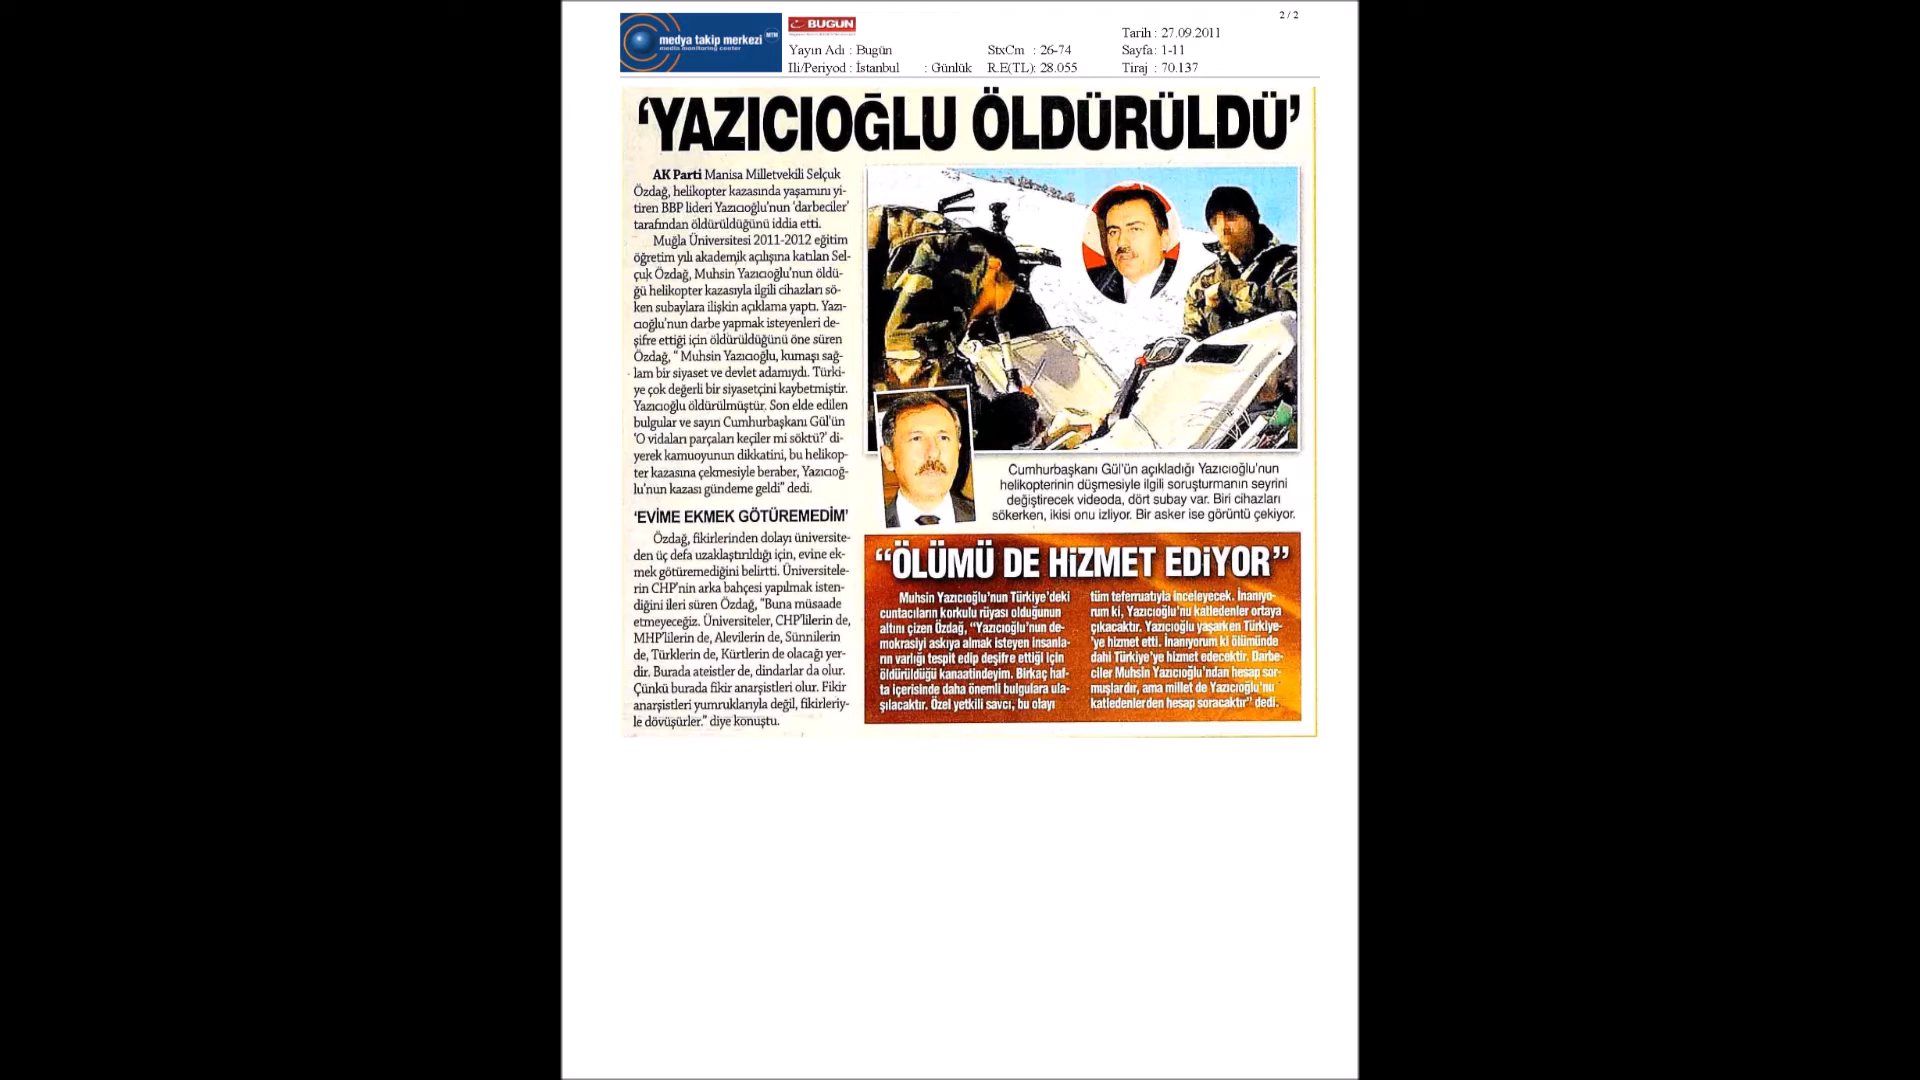 2 / 2
medya takip merkezi MTM
media monitoring center
BUGÜN
Tarih : 27.09.2011
Yayın Adı : Bugün
StxCm : 26-74
Sayfa : 1-11
Ili/Periyod : İstanbul : Günlük
R.E(TL): 28.055
Tiraj : 70.137
‘YAZICIOĞLU ÖLDÜRÜLDÜ’
AK Parti Manisa Milletvekili Selçuk
Özdağ, helikopter kazasında yaşamını yi-
tiren BBP lideri Yazıcıoğlu’nun ‘darbeciler’
tarafından öldürüldüğünü iddia etti.
Muğla Üniversitesi 2011-2012 eğitim
öğretim yılı akademik açılışına katılan Sel-
çuk Özdağ, Muhsin Yazıcıoğlu’nun öldü-
ğü helikopter kazasıyla ilgili cihazları sö-
ken subaylara ilişkin açıklama yaptı. Yazı-
cıoğlu’nun darbe yapmak isteyenleri de-
şifre ettiği için öldürüldüğünü öne süren
Özdağ, “ Muhsin Yazıcıoğlu, kumaşı sağ-
lam bir siyaset ve devlet adamıydı. Türki-
ye çok değerli bir siyasetçini kaybetmiştir.
Yazıcıoğlu öldürülmüştür. Son elde edilen
bulgular ve sayın Cumhurbaşkanı Gül’ün
‘O vidaları parçaları keçiler mi söktü?’ di-
yerek kamuoyunun dikkatini, bu helikop-
ter kazasına çekmesiyle beraber, Yazıcıoğ-
lu’nun kazası gündeme geldi” dedi.
‘EVİME EKMEK GÖTÜREMEDİM’
Özdağ, fikirlerinden dolayı üniversite-
den üç defa uzaklaştırıldığı için, evine ek-
mek götüremediğini belirtti. Üniversitele-
rin CHP’nin arka bahçesi yapılmak isten-
diğini ileri süren Özdağ, “Buna müsaade
etmeyeceğiz. Üniversiteler, CHP’lilerin de,
MHP’lilerin de, Alevilerin de, Sünnilerin
de, Türklerin de, Kürtlerin de olacağı yer-
dir. Burada ateistler de, dindarlar da olur.
Çünkü burada fikir anarşistleri olur. Fikir
anarşistleri yumruklarıyla değil, fikirleriy-
le dövüşürler.” diye konuştu.
Cumhurbaşkanı Gül’ün açıkladığı Yazıcıoğlu’nun
helikopterinin düşmesiyle ilgili soruşturmanın seyrini
değiştirecek videoda, dört subay var. Biri cihazları
sökerken, ikisi onu izliyor. Bir asker ise görüntü çekiyor.
“ÖLÜMÜ DE HİZMET EDİYOR”
Muhsin Yazıcıoğlu’nun Türkiye’deki
cuntacıların korkulu rüyası olduğunun
altını çizen Özdağ, “Yazıcıoğlu’nun de-
mokrasiyi askıya almak isteyen insanla-
rın varlığı tespit edip deşifre ettiği için
öldürüldüğü kanaatindeyim. Birkaç haf-
ta içerisinde daha önemli bulgulara ula-
şılacaktır. Özel yetkili savcı, bu olayı
tüm teferruatıyla inceleyecek. İnanıyo-
rum ki, Yazıcıoğlu’nu katledenler ortaya
çıkacaktır. Yazıcıoğlu yaşarken Türkiye-
’ye hizmet etti. İnanıyorum ki ölümünde
dahi Türkiye’ye hizmet edecektir. Darbe-
ciler Muhsin Yazıcıoğlu’ndan hesap sor-
muşlardır, ama millet de Yazıcıoğlu’nu
katledenlerden hesap soracaktır” dedi.